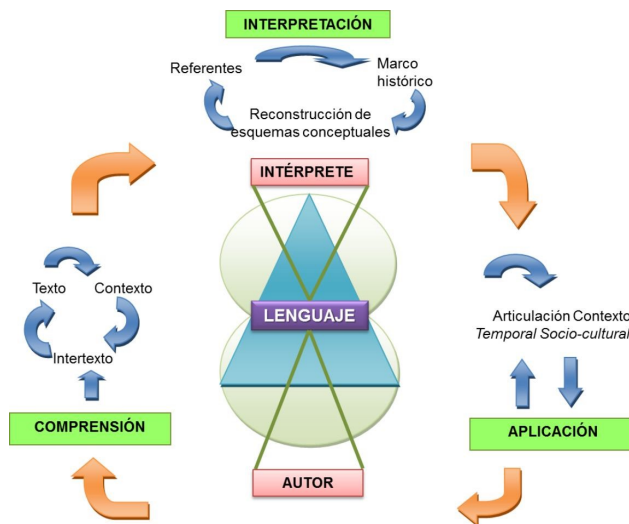 INTERPRETACIÓN
Referentes
Marco
histórico
Reconstrucción de
esquemas conceptuales
INTÉRPRETE
Texto
Contexto
Intertexto
LENGUAJE
Articulación Contexto
Temporal Socio-cultural
COMPRENSIÓN
APLICACIÓN
AUTOR